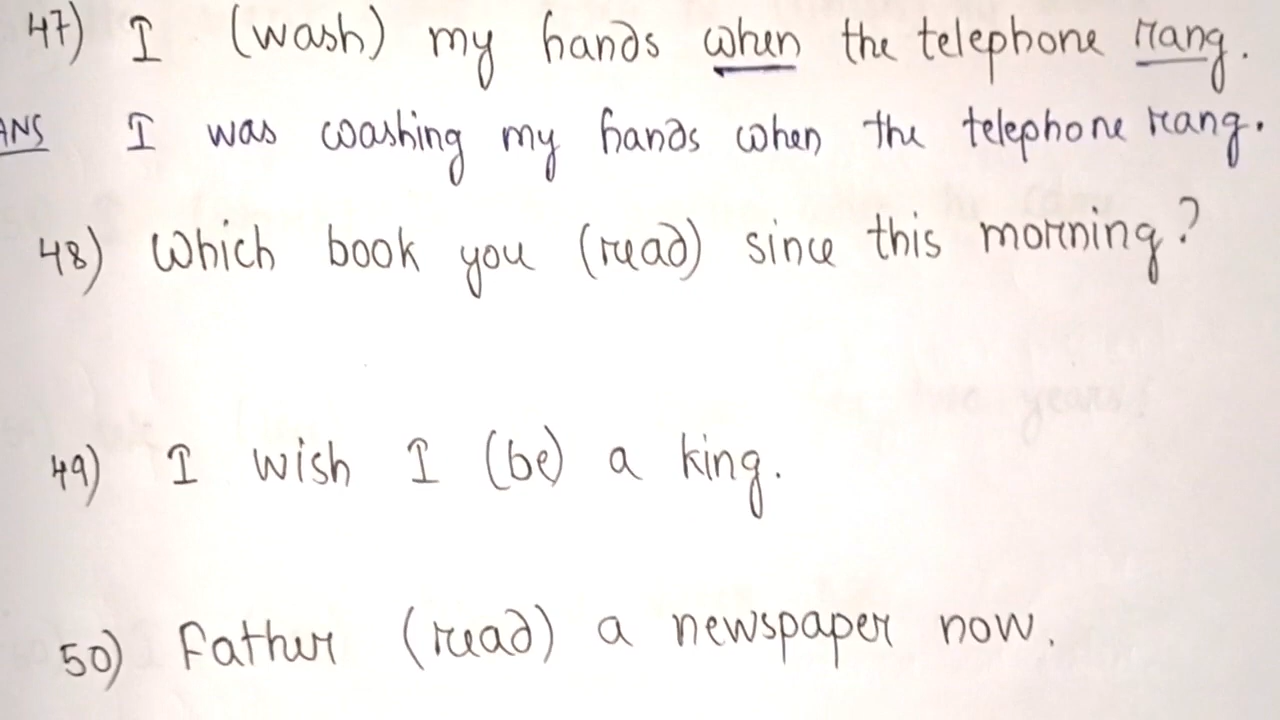 47) I (wash) my hands when the telephone rang.
ANS I was washing my hands when the telephone rang.
48) Which book you (read) since this morning?
49) I wish I (be) a king.
50) Father (read) a newspaper now.